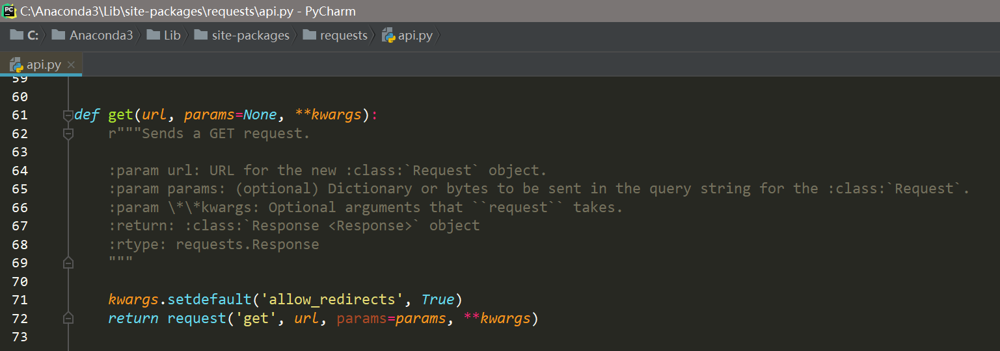 PC C:\Anaconda3\Lib\site-packages\requests\api.py - PyCharm
C: Anaconda3 Lib site-packages requests api.py
api.py ×
59
60
61 def get(url, params=None, **kwargs):
62 r"""Sends a GET request.
63
64 :param url: URL for the new :class:`Request` object.
65 :param params: (optional) Dictionary or bytes to be sent in the query string for the :class:`Request`.
66 :param \*\*kwargs: Optional arguments that ``request`` takes.
67 :return: :class:`Response <Response>` object
68 :rtype: requests.Response
69 """
70
71 kwargs.setdefault('allow_redirects', True)
72 return request('get', url, params=params, **kwargs)
73